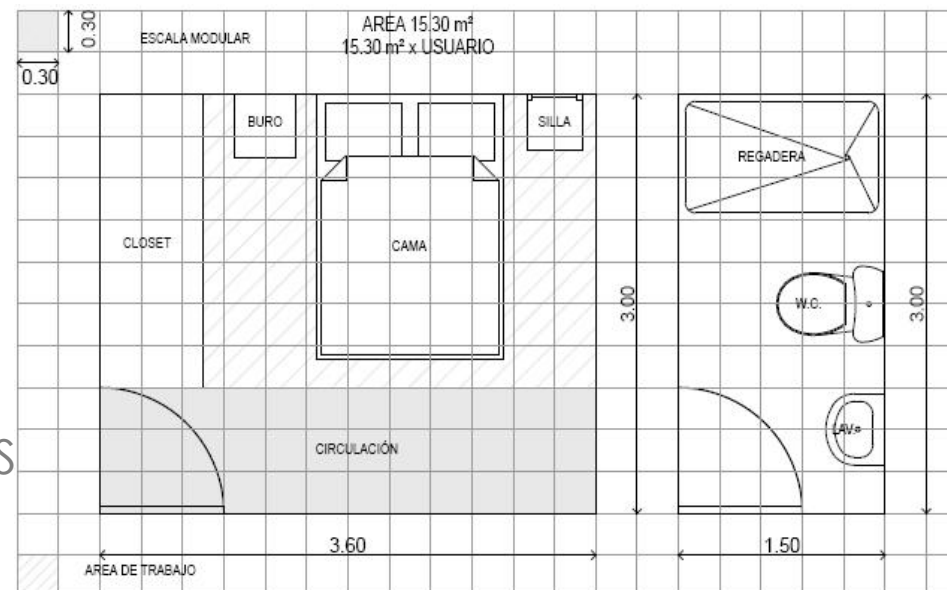 AREA 15.30 m²
15.30 m² x USUARIO
0.30
ESCALA MODULAR
0.30
BURO
SILLA
REGADERA
CLOSET
CAMA
W.C.
3.00
3.00
LAV.
CIRCULACIÓN
S
3.60
1.50
AREA DE TRABAJO